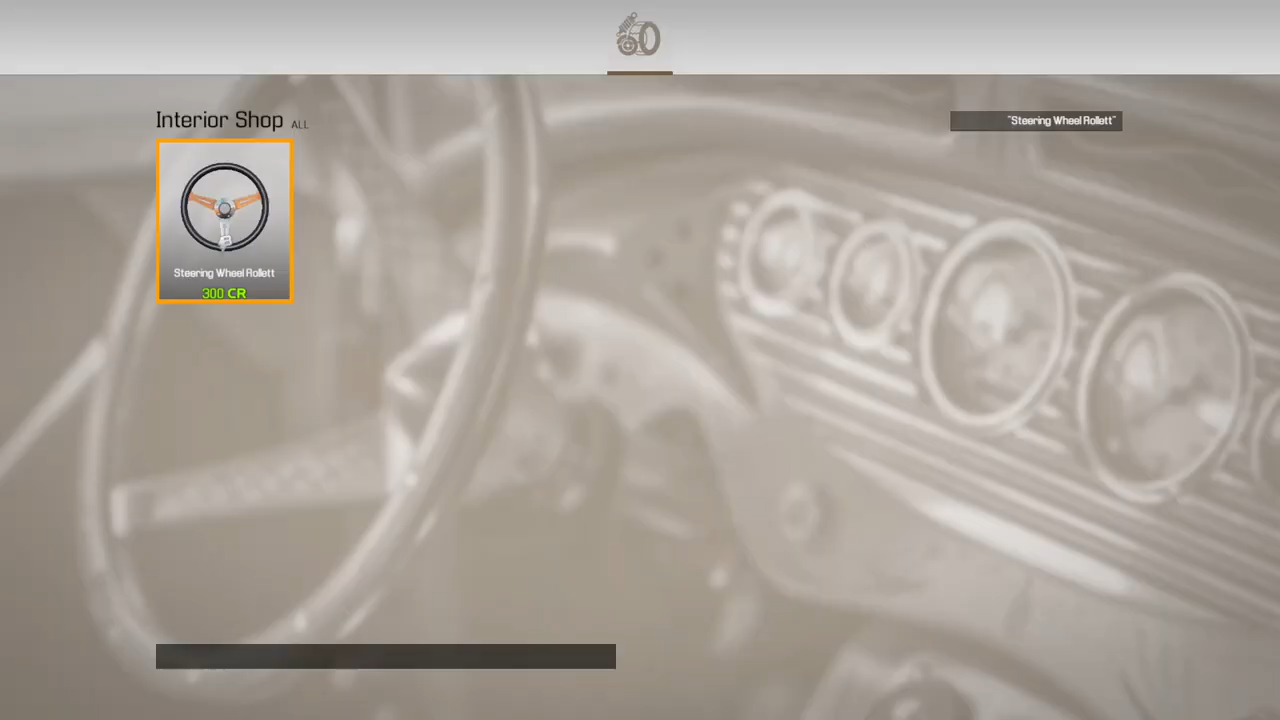 Interior Shop ALL
"Steering Wheel Rollett"
Steering Wheel Rollett
300 CR